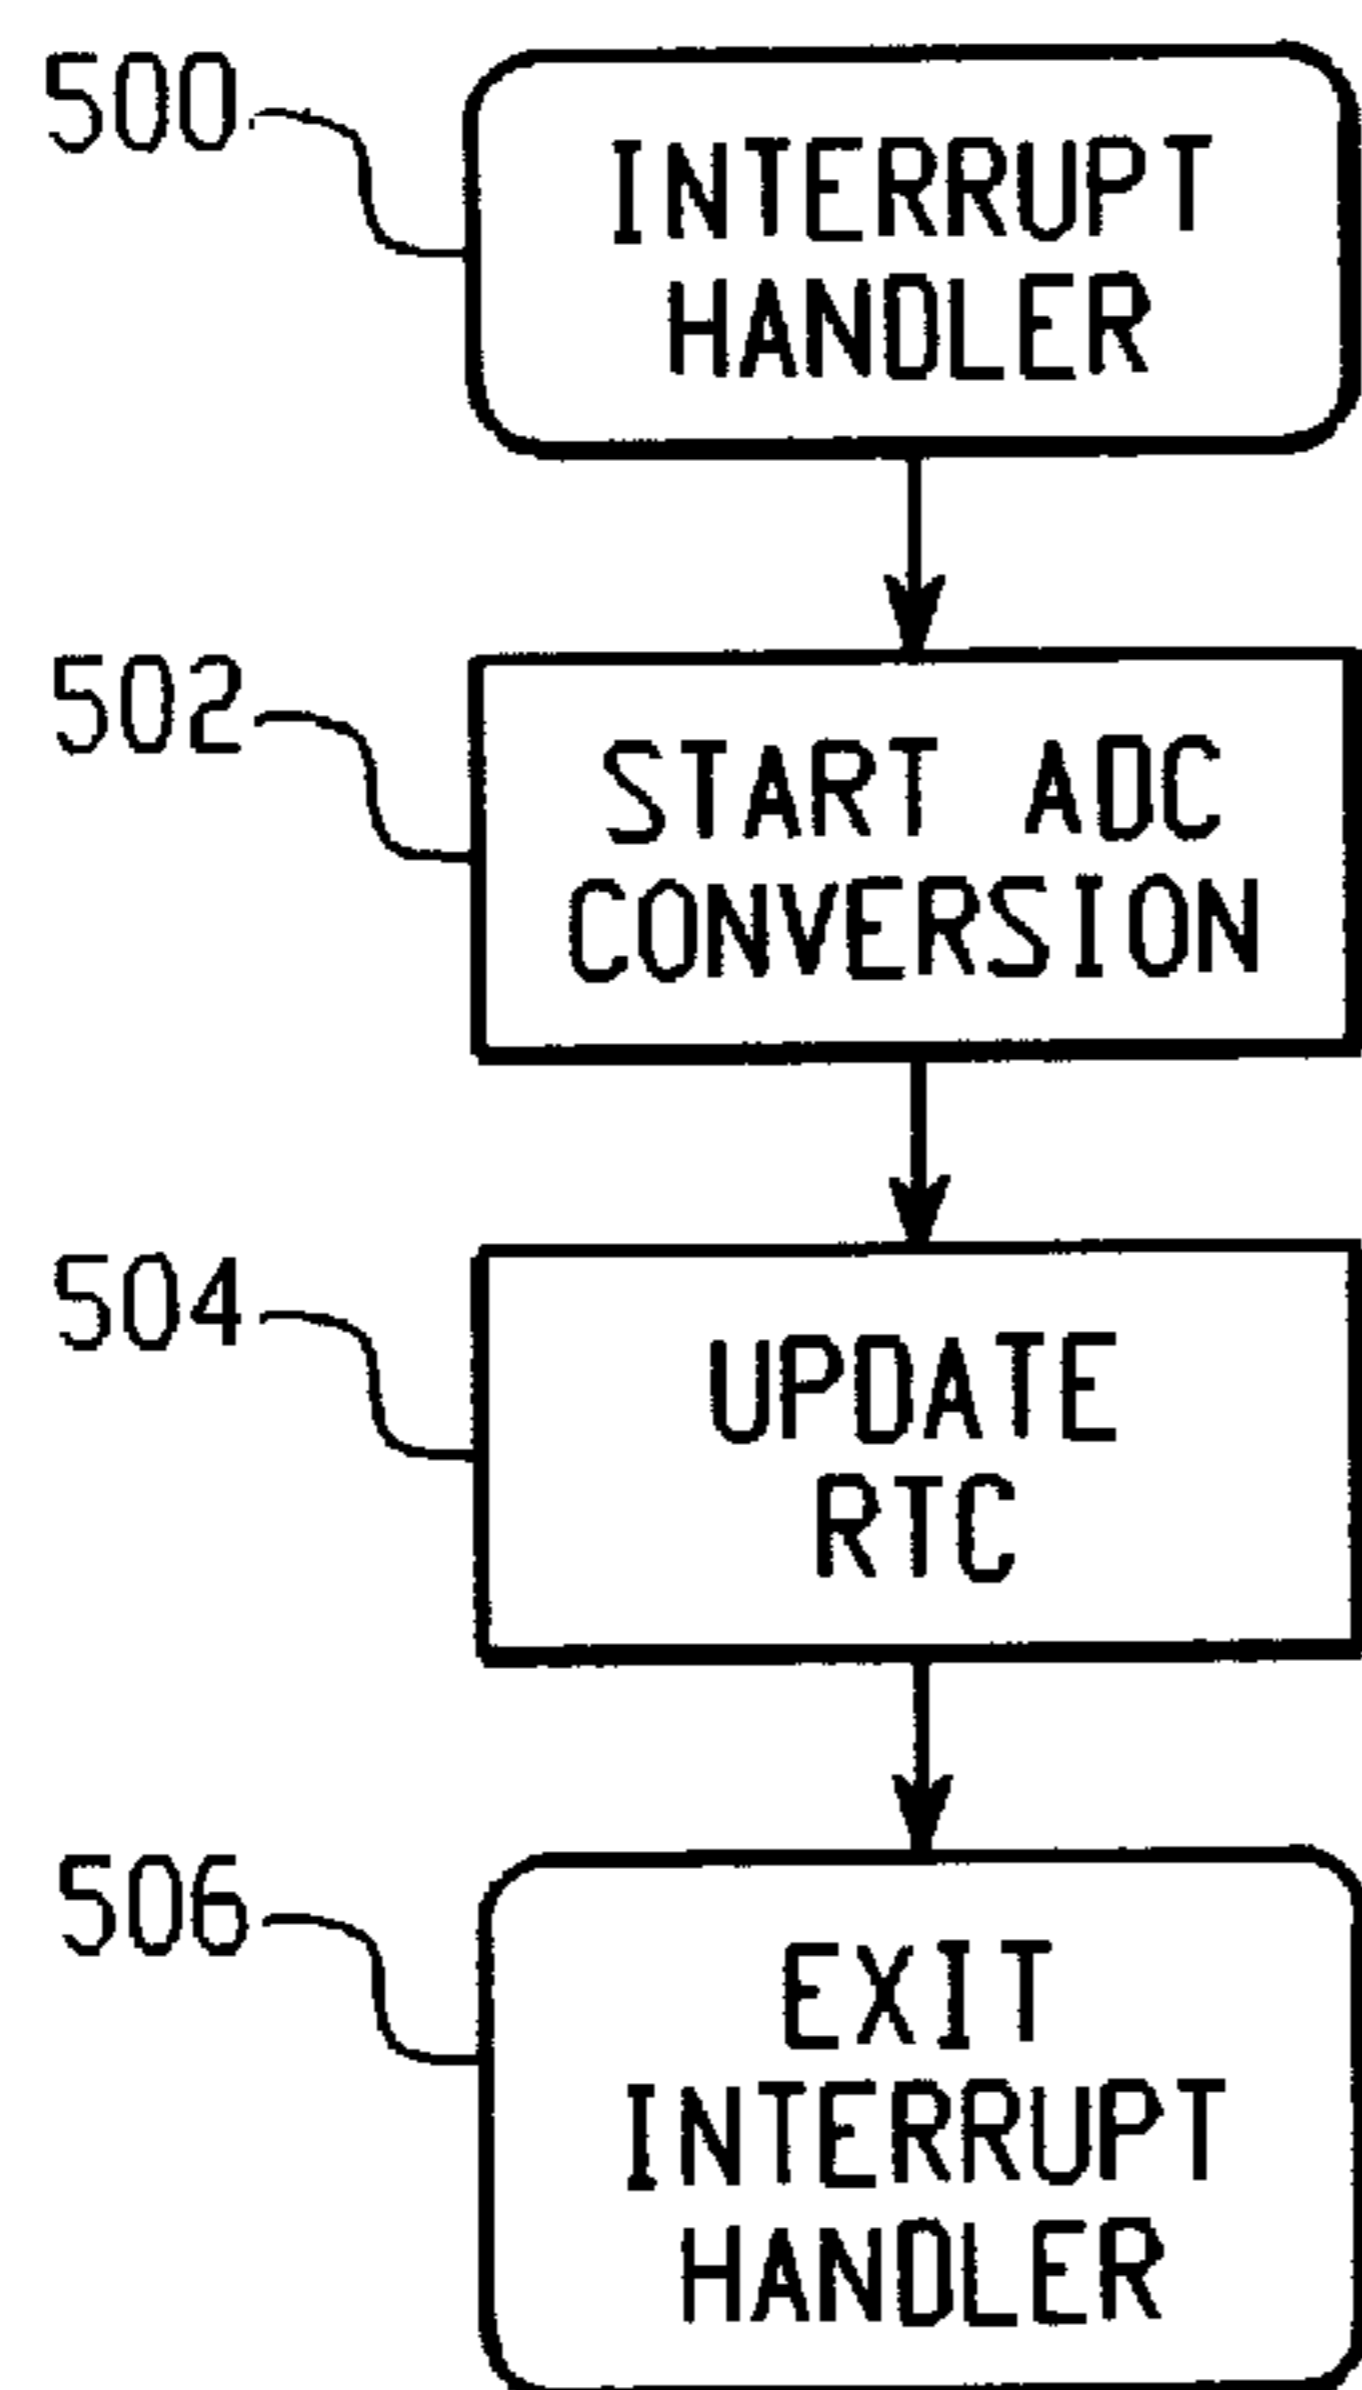 500
INTERRUPT
HANDLER
502
START ADC
CONVERSION
504
UPDATE
RTC
506
EXIT
INTERRUPT
HANDLER